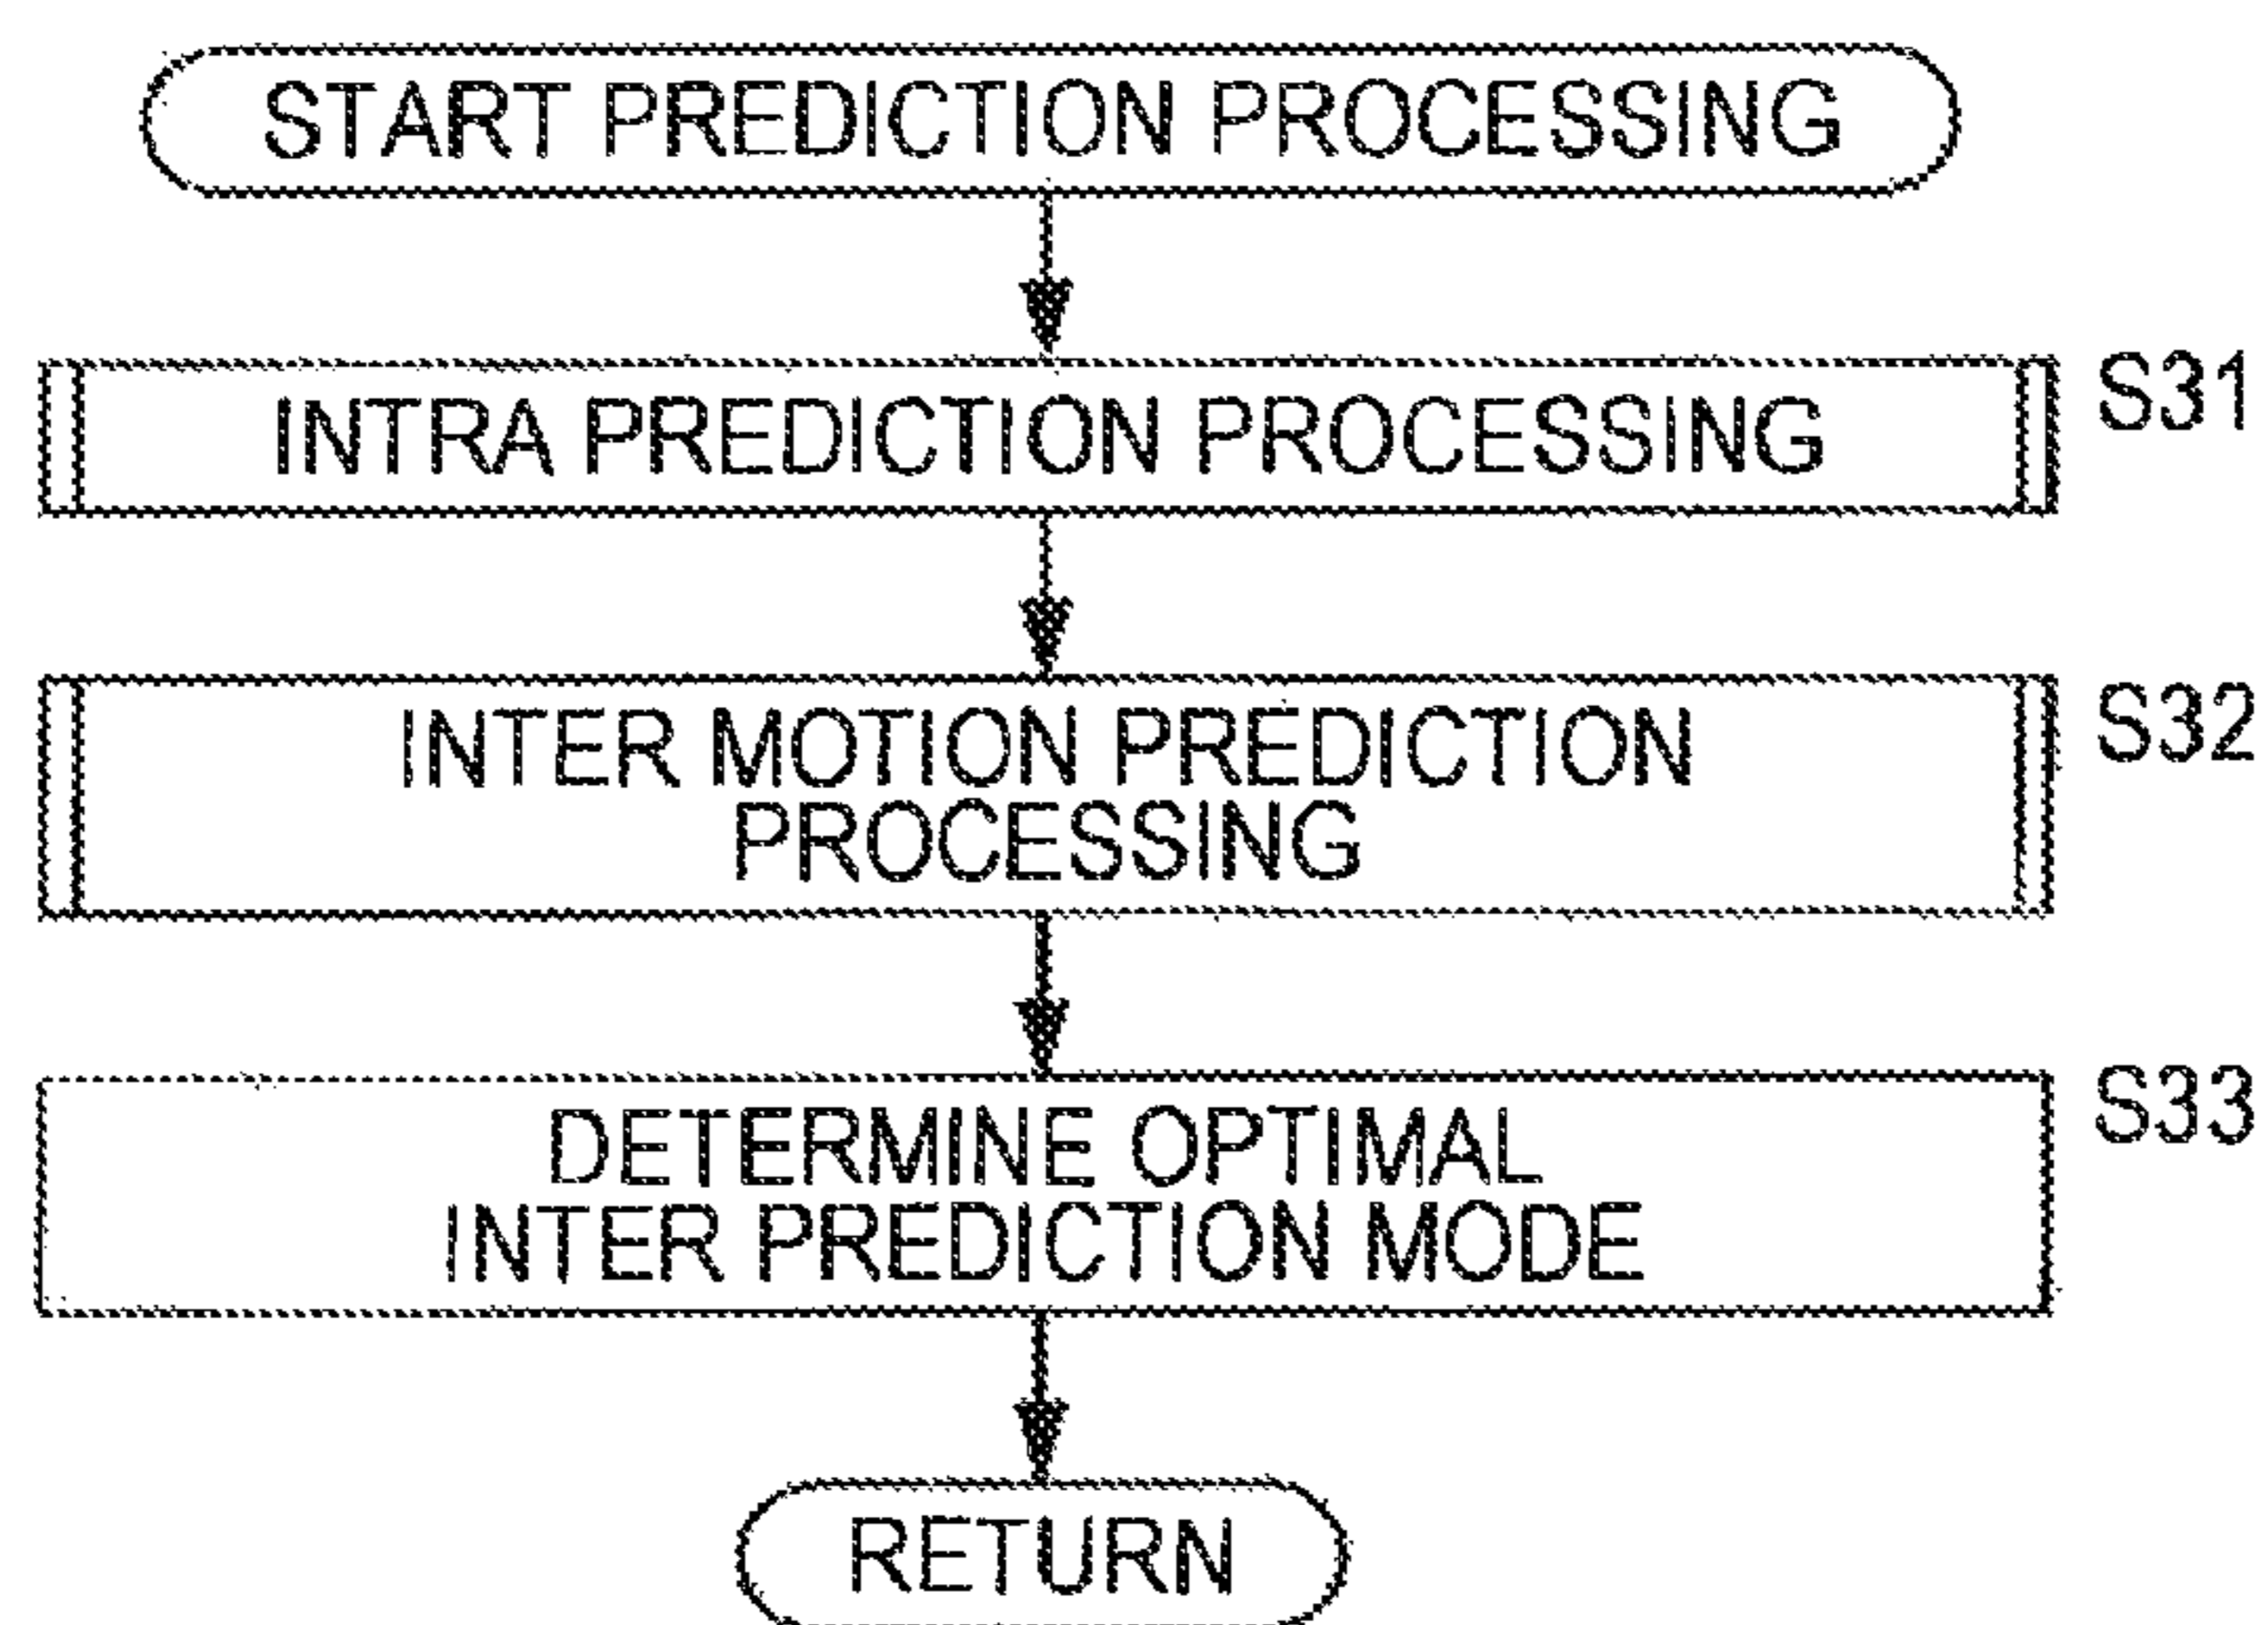 START PREDICTION PROCESSING
INTRA PREDICTION PROCESSING
S31
INTER MOTION PREDICTION
PROCESSING
S32
DETERMINE OPTIMAL
INTER PREDICTION MODE
S33
RETURN